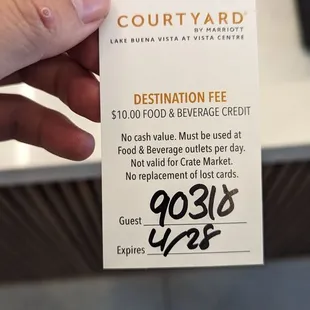 COURTYARD
BY MARRIOTT
LAKE BUENA VISTA AT VISTA CENTRE
DESTINATION FEE
$10.00 FOOD & BEVERAGE CREDIT
No cash value. Must be used at
Food & Beverage outlets per day.
Not valid for Crate Market.
No replacement of lost cards.
Guest 90318
Expires 4/28